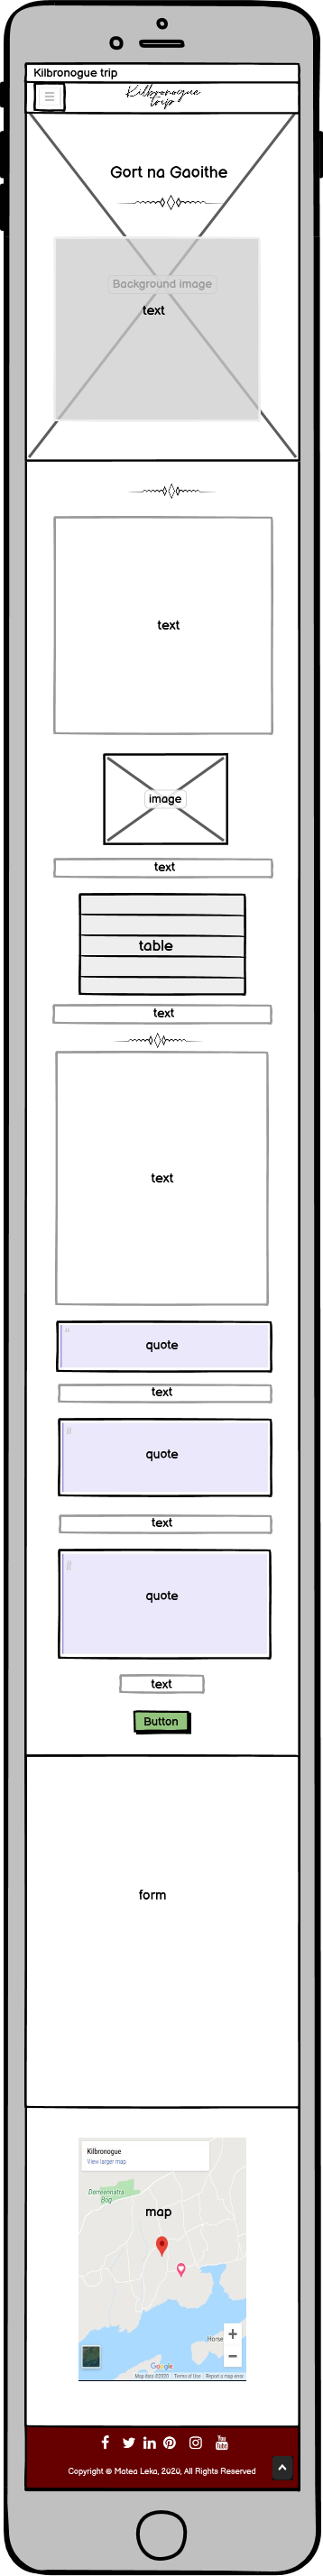 Kilbronogue trip
Kilbronogue
trip
Gort na Gaoithe
Background image
text
text
image
text
table
text
text
quote
text
quote
text
quote
text
Button
form
Kilbronogue
View larger map
Derreennatra
Bog
map
Horse
Google
Map data ©2020 Terms of Use Report a map error
Copyright © Matea Leka, 2020, All Rights Reserved